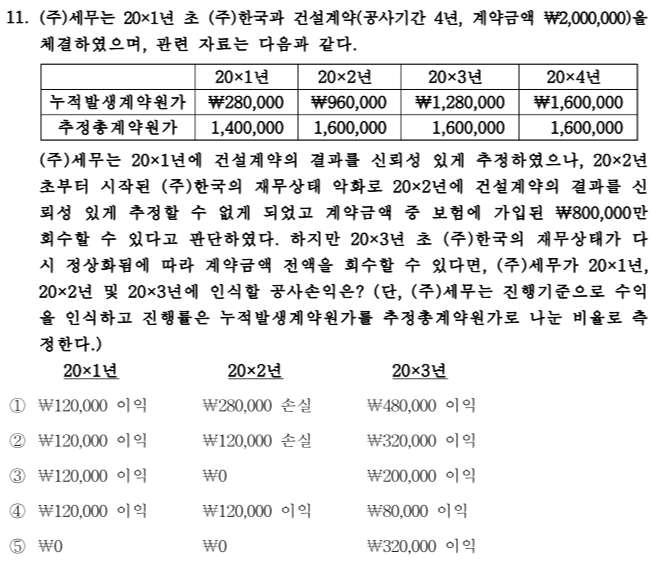 11. (주)세무는 20×1년 초 (주)한국과 건설계약(공사기간 4년, 계약금액 ₩2,000,000)을
체결하였으며, 관련 자료는 다음과 같다.
20×1년 20×2년 20×3년 20×4년
누적발생계약원가 ₩280,000 ₩960,000 ₩1,280,000 ₩1,600,000
추정총계약원가 1,400,000 1,600,000 1,600,000 1,600,000
(주)세무는 20×1년에 건설계약의 결과를 신뢰성 있게 추정하였으나, 20×2년
초부터 시작된 (주)한국의 재무상태 악화로 20×2년에 건설계약의 결과를 신
뢰성 있게 추정할 수 없게 되었고 계약금액 중 보험에 가입된 ₩800,000만
회수할 수 있다고 판단하였다. 하지만 20×3년 초 (주)한국의 재무상태가 다
시 정상화됨에 따라 계약금액 전액을 회수할 수 있다면, (주)세무가 20×1년,
20×2년 및 20×3년에 인식할 공사손익은? (단, (주)세무는 진행기준으로 수익
을 인식하고 진행률은 누적발생계약원가를 추정총계약원가로 나눈 비율로 측
정한다.)
20×1년 20×2년 20×3년
① ₩120,000 이익 ₩280,000 손실 ₩480,000 이익
② ₩120,000 이익 ₩120,000 손실 ₩320,000 이익
③ ₩120,000 이익 ₩0 ₩200,000 이익
④ ₩120,000 이익 ₩120,000 이익 ₩80,000 이익
⑤ ₩0 ₩0 ₩320,000 이익